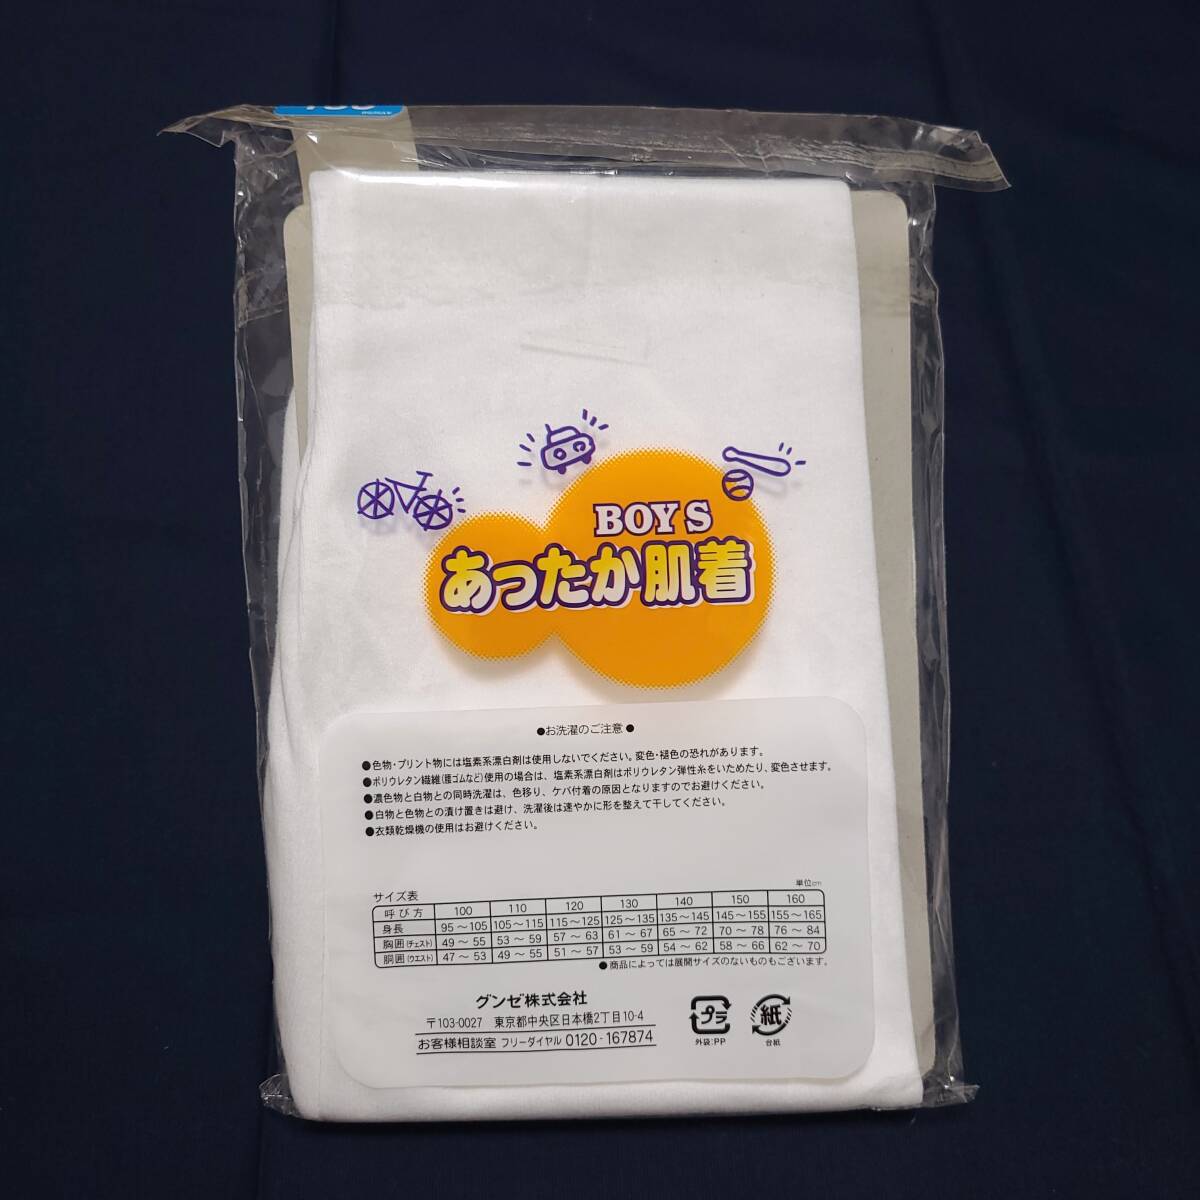 BOYS
あったか肌着
●お洗濯のご注意●
●色物・プリント物には塩素系漂白剤は使用しないでください。変色・褪色の恐れがあります。
●ポリウレタン繊維(腰ゴムなど)使用の場合は、塩素系漂白剤はポリウレタン弾性糸をいためたり、変色させます。
●濃色物と白物との同時洗濯は、色移り、ケバ付着の原因となりますのでお避けください。
●白物と色物との漬け置きは避け、洗濯後は速やかに形を整えて干してください。
●衣類乾燥機の使用はお避けください。
サイズ表 単位cm
呼び方 100 110 120 130 140 150 160
身長 95~105 105~115 115~125 125~135 135~145 145~155 155~165
胸囲(チェスト) 49~55 53~59 57~63 61~67 65~72 70~78 76~84
胴囲(ウエスト) 47~53 49~55 51~57 53~59 54~62 58~66 62~70
●商品によっては展開サイズのないものもございます。
グンゼ株式会社
〒103-0027 東京都中央区日本橋2丁目10-4
お客様相談室 フリーダイヤル 0120-167874
プラ
外袋:PP
紙
台紙